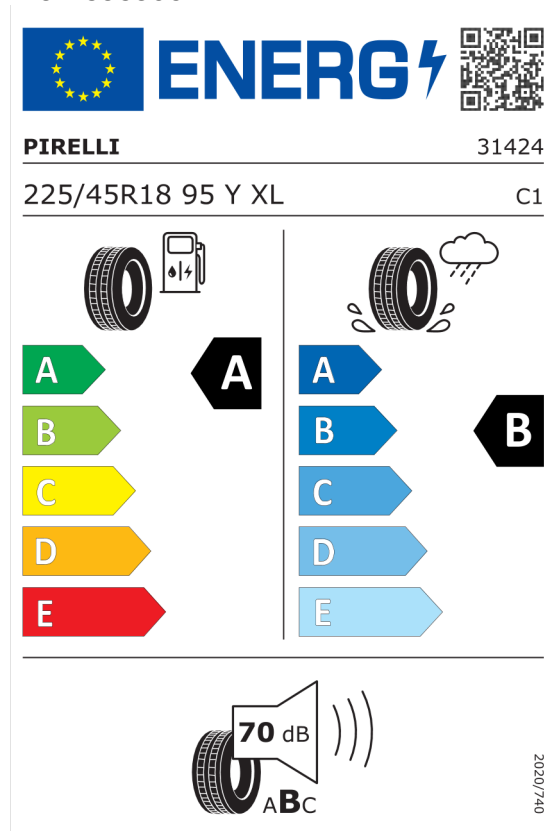 ENERG
PIRELLI 31424
225/45R18 95 Y XL C1
A A A
B B B
C C
D D
E E
70 dB
ABC
2020/740